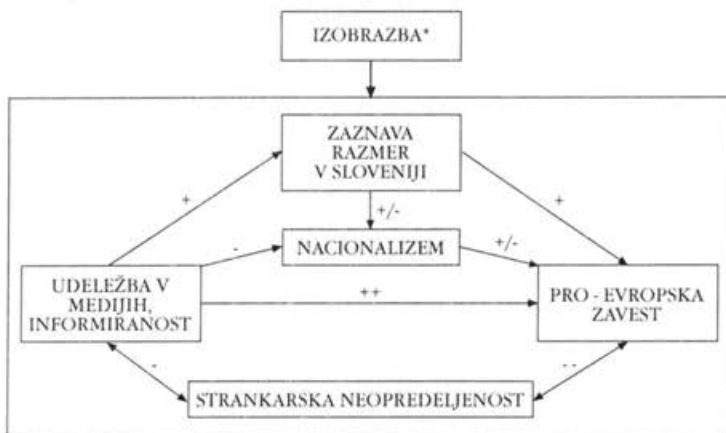 IZOBRAZBA*
ZAZNAVA
RAZMER
V SLOVENIJI
+
+
+/-
-
NACIONALIZEM
+/-
UDELEŽBA V
MEDIJIH,
INFORMIRANOST
++
PRO - EVROPSKA
ZAVEST
-
--
STRANKARSKA NEOPREDELJENOST